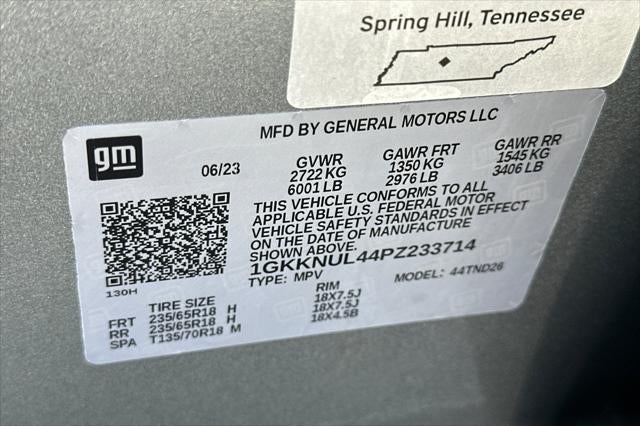 Spring Hill, Tennessee
MFD BY GENERAL MOTORS LLC
gm
06/23 GVWR GAWR FRT GAWR RR
2722 KG 1350 KG 1545 KG
6001 LB 2976 LB 3406 LB
THIS VEHICLE CONFORMS TO ALL
APPLICABLE U.S. FEDERAL MOTOR
VEHICLE SAFETY STANDARDS IN EFFECT
ON THE DATE OF MANUFACTURE
SHOWN ABOVE.
1GKKNUL44PZ233714
TYPE: MPV MODEL: 44TND26
130H
TIRE SIZE RIM
FRT 235/65R18 H 18X7.5J
RR 235/65R18 H 18X7.5J
SPA T135/70R18 M 18X4.5B